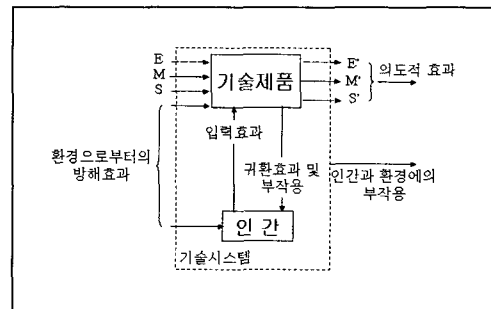 E
M
S
기술제품
E'
M'
S'
의도적 효과
입력효과
환경으로부터의
방해효과
귀환효과 및
부작용
인간과 환경에의
부작용
인 간
기술시스템